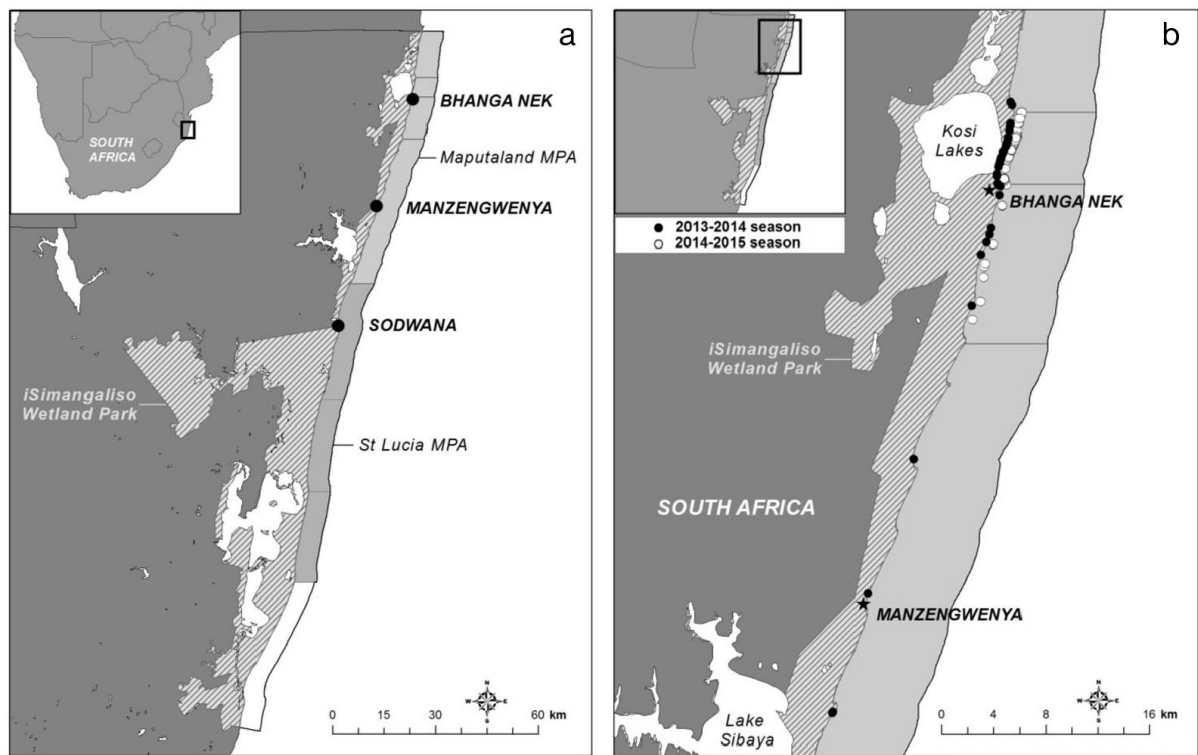 a
SOUTH
AFRICA
BHANGA NEK
Maputaland MPA
MANZENGWENYA
SODWANA
iSimangaliso
Wetland Park
St Lucia MPA
N
W E
S
0 15 30 60 km
b
2013-2014 season
2014-2015 season
Kosi
Lakes
BHANGA NEK
iSimangaliso
Wetland Park
SOUTH AFRICA
MANZENGWENYA
Lake
Sibaya
N
W E
S
0 4 8 16 km